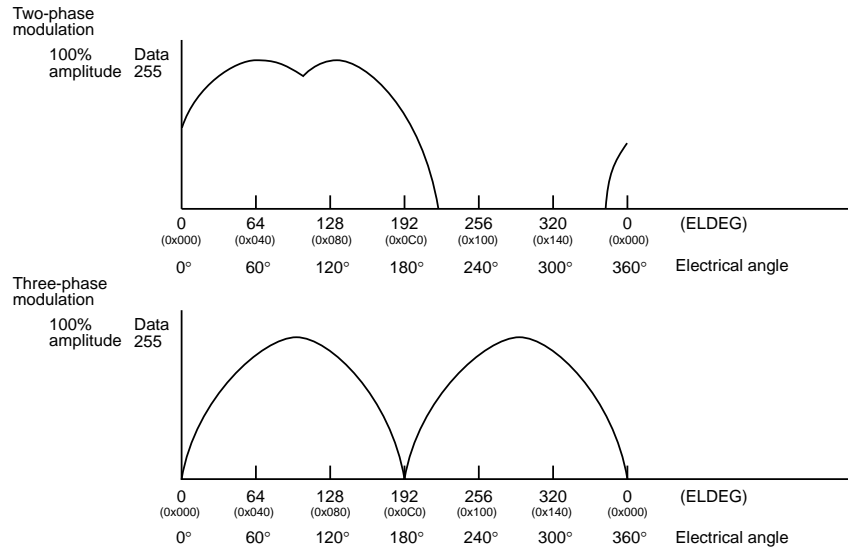 Two-phase
modulation
100% Data
amplitude 255
0 64 128 192 256 320 0 (ELDEG)
(0x000) (0x040) (0x080) (0x0C0) (0x100) (0x140) (0x000)
0° 60° 120° 180° 240° 300° 360° Electrical angle
Three-phase
modulation
100% Data
amplitude 255
0 64 128 192 256 320 0 (ELDEG)
(0x000) (0x040) (0x080) (0x0C0) (0x100) (0x140) (0x000)
0° 60° 120° 180° 240° 300° 360° Electrical angle